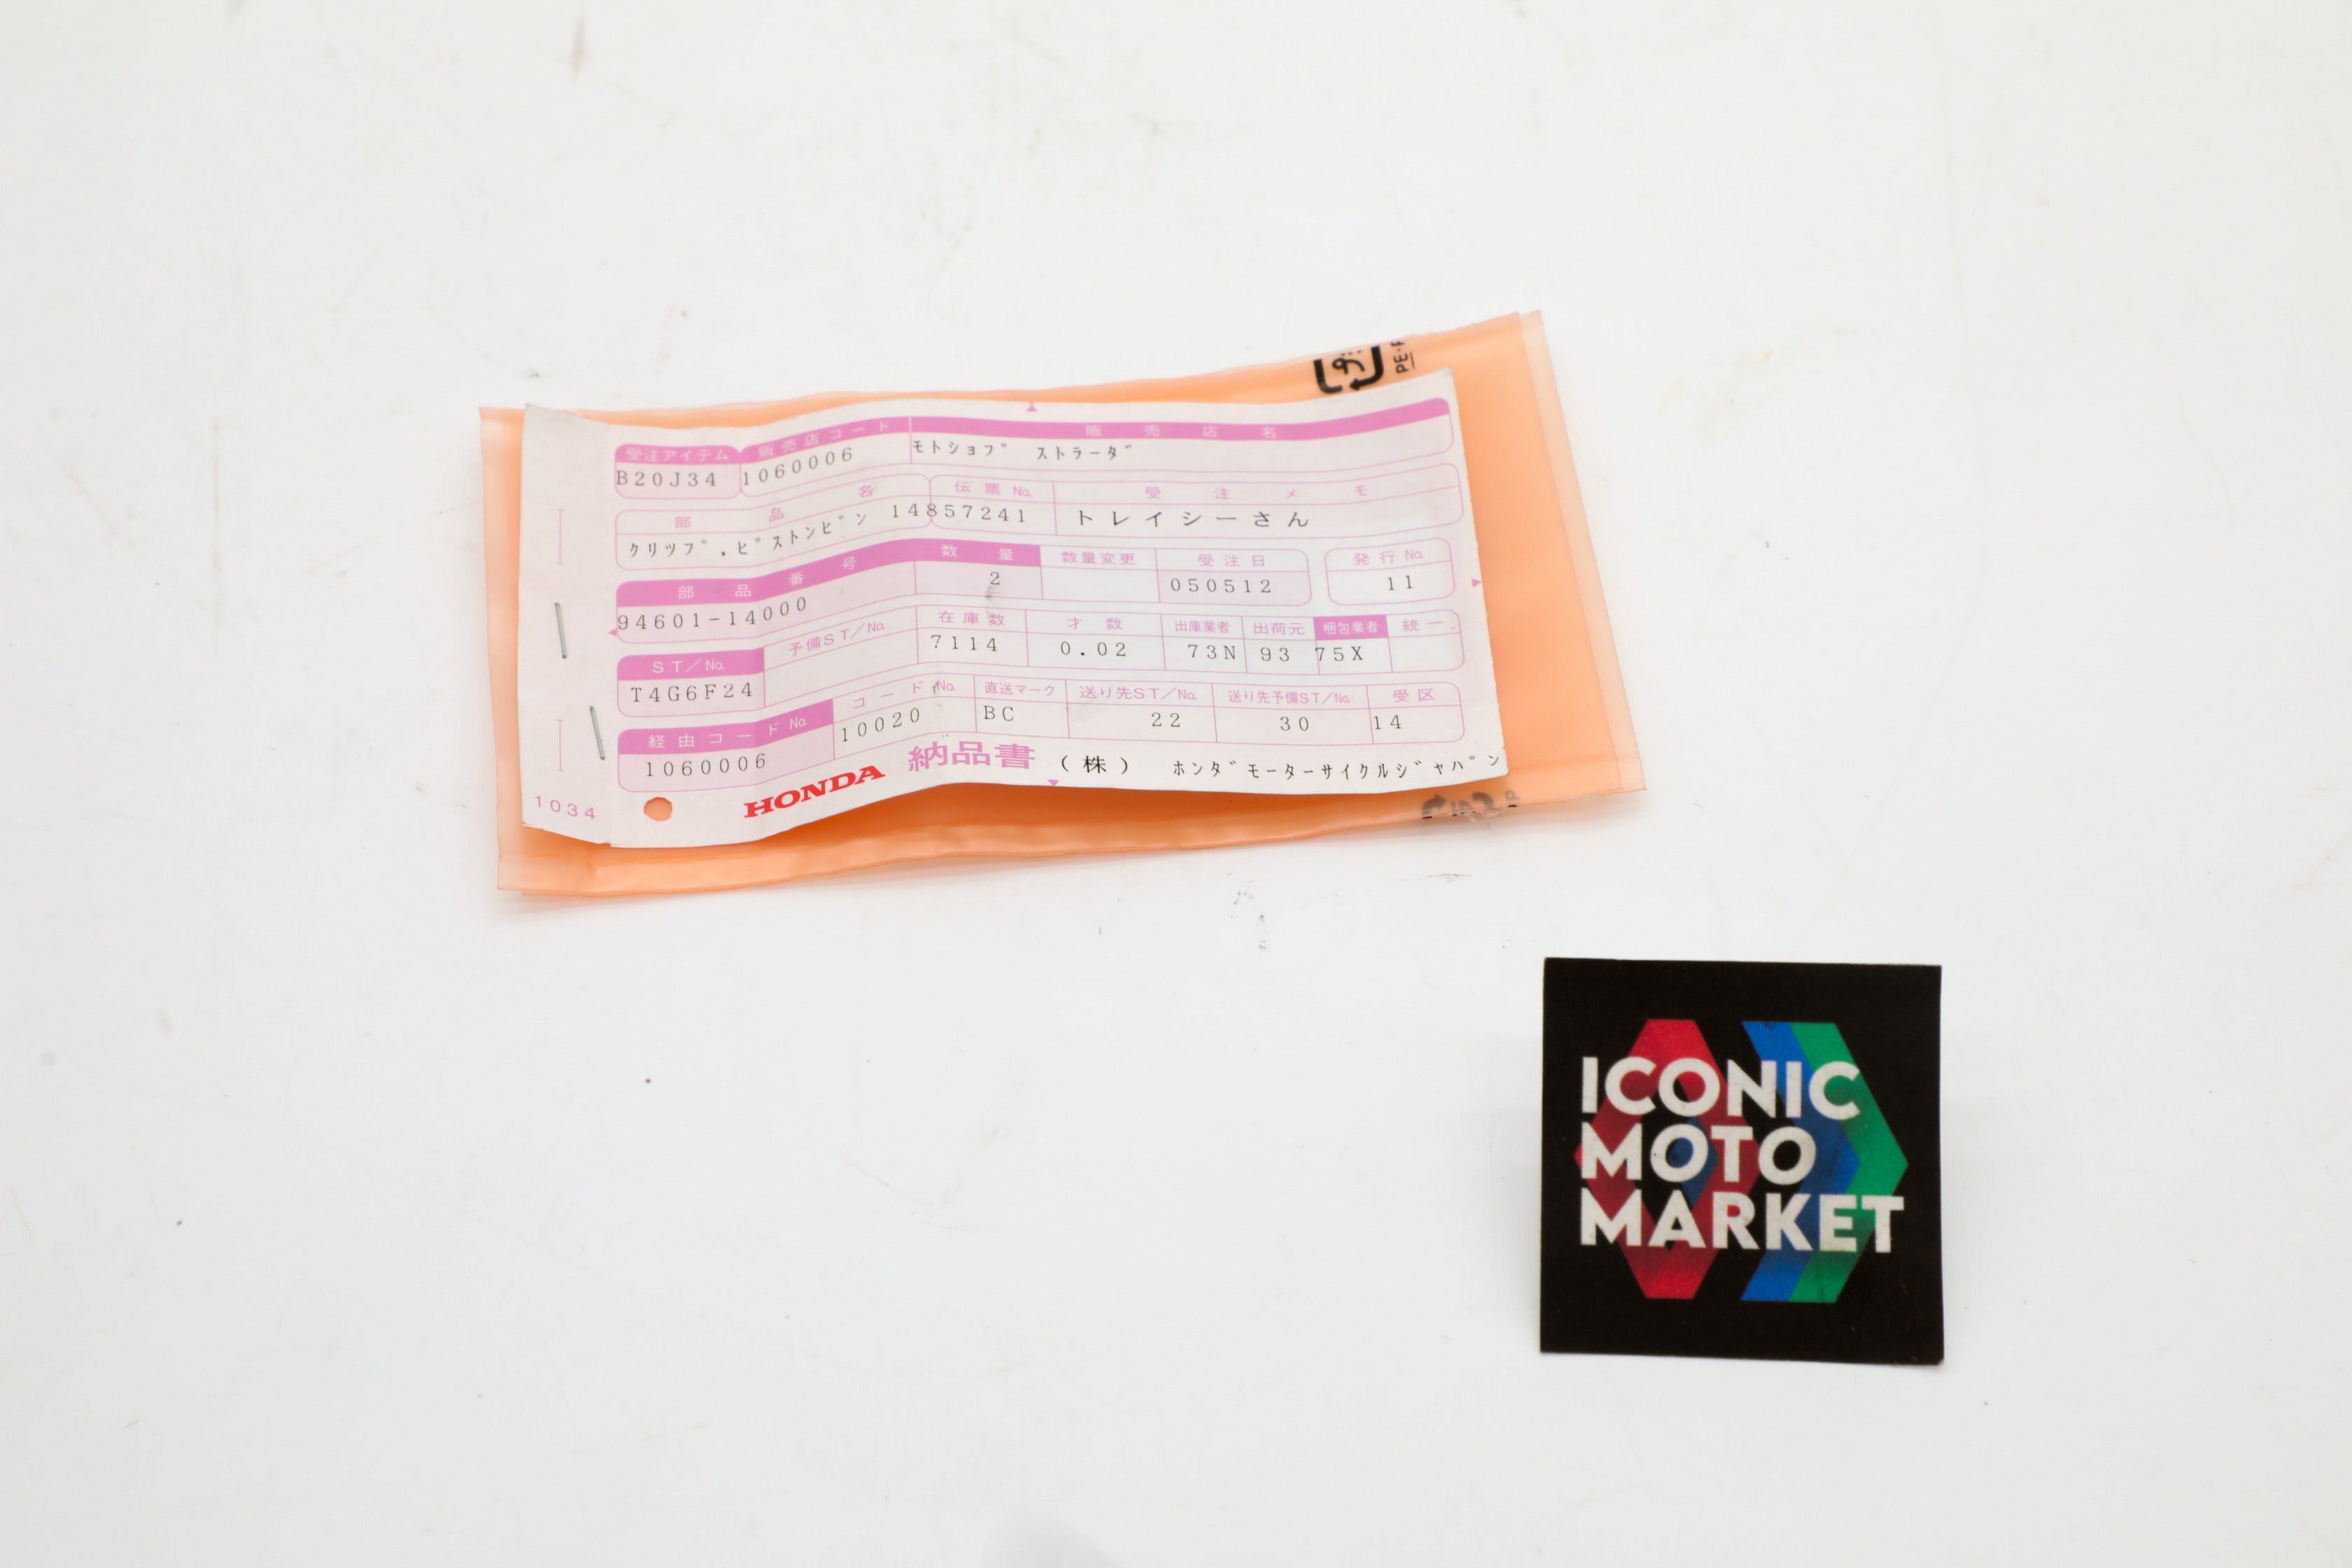 プラ
PE-
受注アイテム 販売店コード 販売店名
B20J34 1060006 モトショップ ストラーダ
部品名 伝票No. 受注メモ
クリツプ,ピストンピン 14857241 トレイシーさん
部品番号 数量 数量変更 受注日 発行No.
94601-14000 2 050512 11
ST/No. 予備ST/No. 在庫数 才数 出庫業者 出荷元 梱包業者 統一
T4G6F24 7114 0.02 73N 93 75X
経由コードNo. コードNo. 直送マーク 送り先ST/No. 送り先予備ST/No. 受区
1060006 10020 BC 22 30 14
1034 HONDA 納品書 (株) ホンダモーターサイクルジャパン
ICONIC
MOTO
MARKET